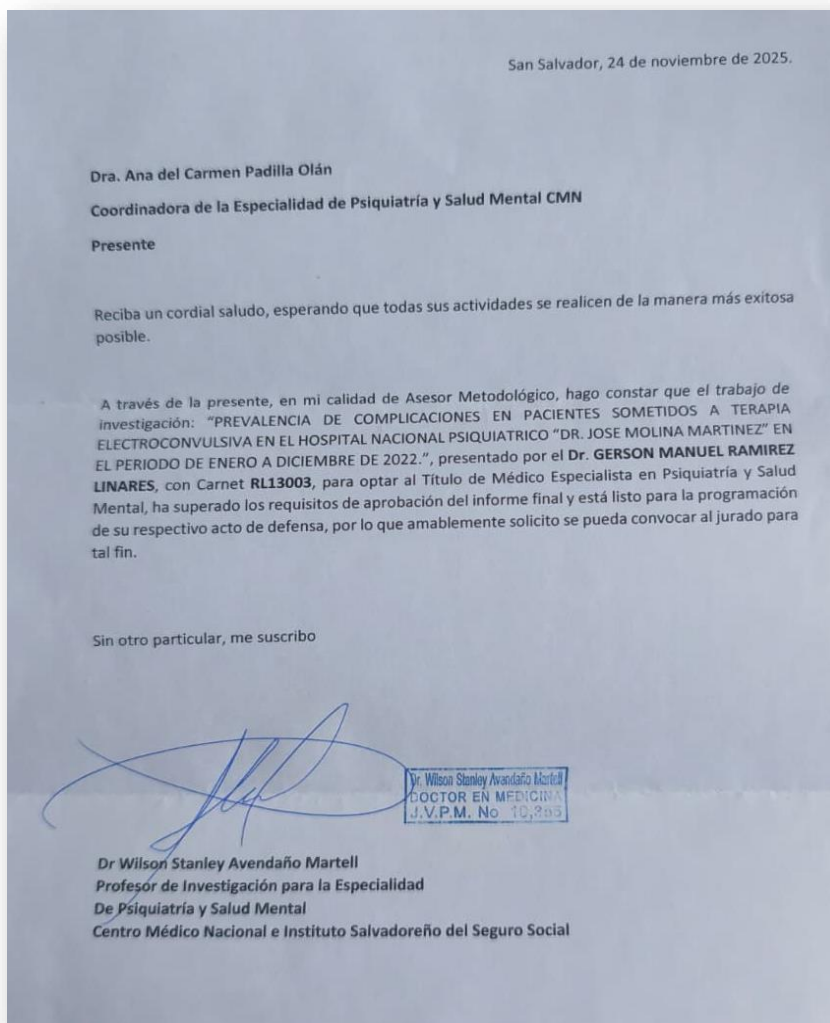 San Salvador, 24 de noviembre de 2025.
Dra. Ana del Carmen Padilla Olán
Coordinadora de la Especialidad de Psiquiatría y Salud Mental CMN
Presente
Reciba un cordial saludo, esperando que todas sus actividades se realicen de la manera más exitosa
posible.
A través de la presente, en mi calidad de Asesor Metodológico, hago constar que el trabajo de
investigación: “PREVALENCIA DE COMPLICACIONES EN PACIENTES SOMETIDOS A TERAPIA
ELECTROCONVULSIVA EN EL HOSPITAL NACIONAL PSIQUIATRICO “DR. JOSE MOLINA MARTINEZ” EN
EL PERIODO DE ENERO A DICIEMBRE DE 2022.”, presentado por el Dr. GERSON MANUEL RAMIREZ
LINARES, con Carnet RL13003, para optar al Título de Médico Especialista en Psiquiatría y Salud
Mental, ha superado los requisitos de aprobación del informe final y está listo para la programación
de su respectivo acto de defensa, por lo que amablemente solicito se pueda convocar al jurado para
tal fin.
Sin otro particular, me suscribo
Dr. Wilson Stanley Avendaño Martell
DOCTOR EN MEDICINA
J.V.P.M. No
Dr Wilson Stanley Avendaño Martell
Profesor de Investigación para la Especialidad
De Psiquiatría y Salud Mental
Centro Médico Nacional e Instituto Salvadoreño del Seguro Social